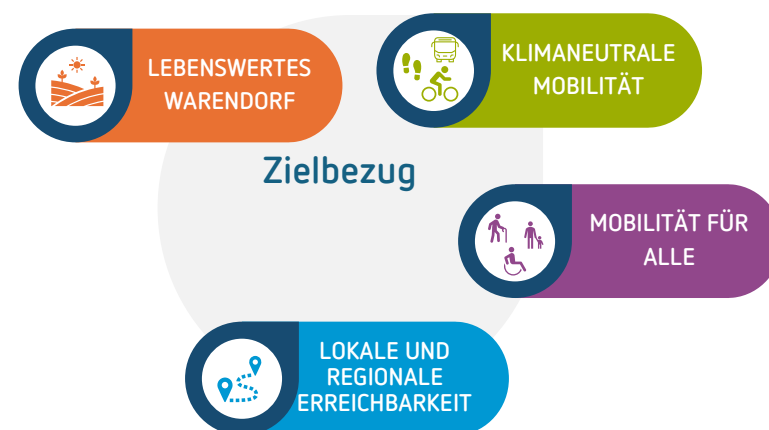 LEBENSWERTES
WARENDORF
KLIMANEUTRALE
MOBILITÄT
Zielbezug
MOBILITÄT FÜR
ALLE
LOKALE UND
REGIONALE
ERREICHBARKEIT